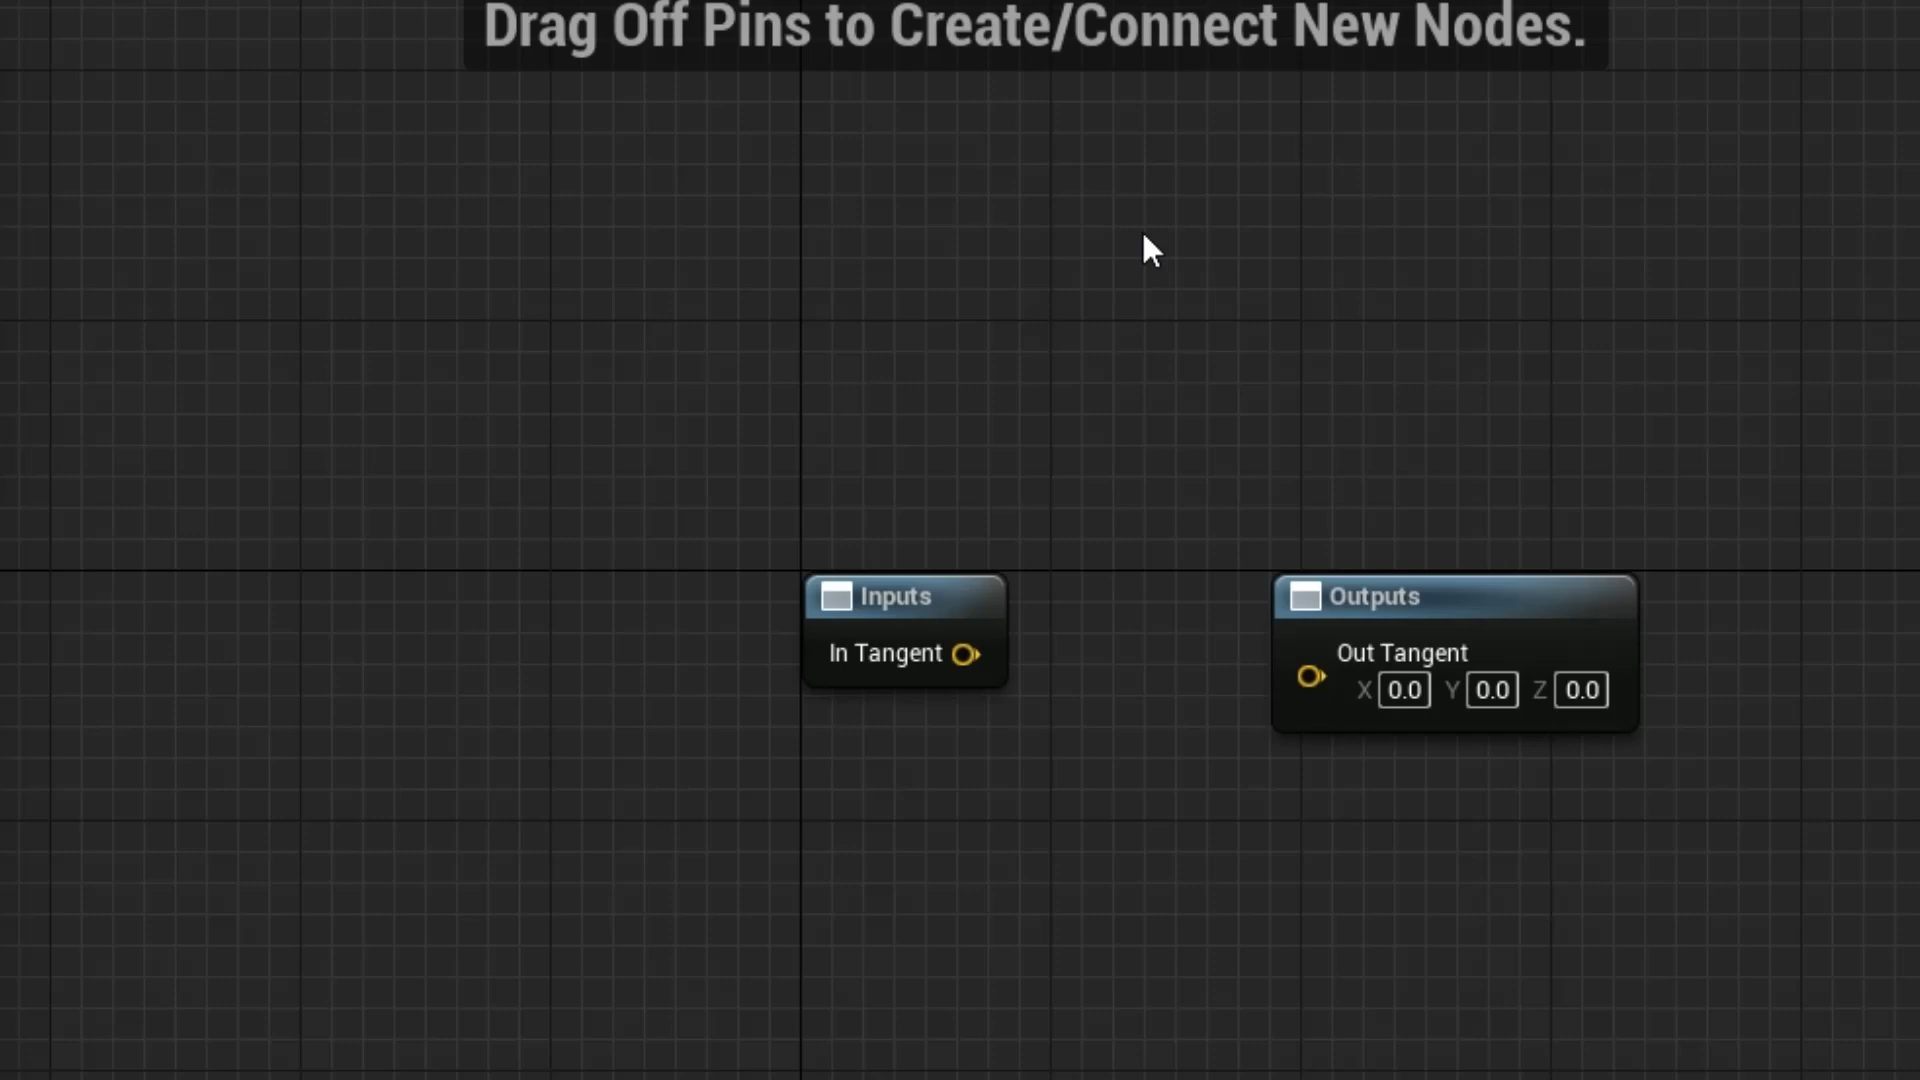 Drag Off Pins to Create/Connect New Nodes.
Inputs
In Tangent
Outputs
Out Tangent
X 0.0 Y 0.0 Z 0.0